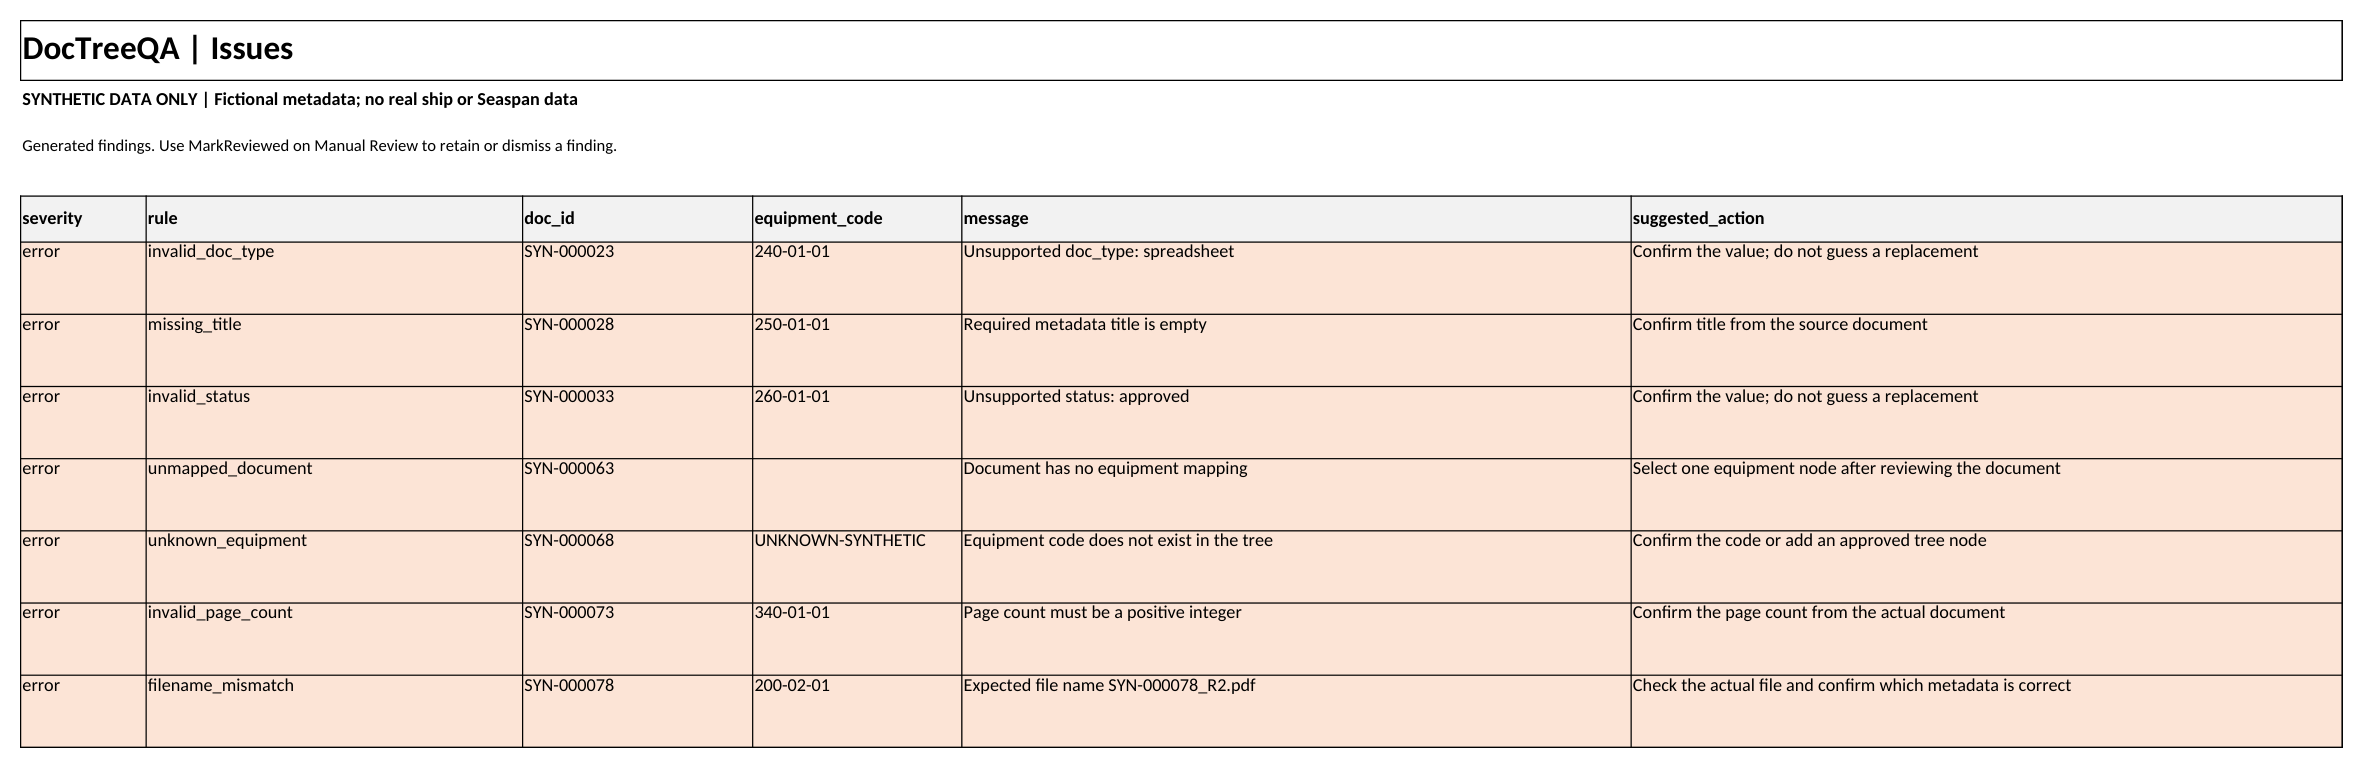 DocTreeQA | Issues
SYNTHETIC DATA ONLY | Fictional metadata; no real ship or Seaspan data
Generated findings. Use MarkReviewed on Manual Review to retain or dismiss a finding.
severity rule doc_id equipment_code message suggested_action
error invalid_doc_type SYN-000023 240-01-01 Unsupported doc_type: spreadsheet Confirm the value; do not guess a replacement
error missing_title SYN-000028 250-01-01 Required metadata title is empty Confirm title from the source document
error invalid_status SYN-000033 260-01-01 Unsupported status: approved Confirm the value; do not guess a replacement
error unmapped_document SYN-000063 Document has no equipment mapping Select one equipment node after reviewing the document
error unknown_equipment SYN-000068 UNKNOWN-SYNTHETIC Equipment code does not exist in the tree Confirm the code or add an approved tree node
error invalid_page_count SYN-000073 340-01-01 Page count must be a positive integer Confirm the page count from the actual document
error filename_mismatch SYN-000078 200-02-01 Expected file name SYN-000078_R2.pdf Check the actual file and confirm which metadata is correct